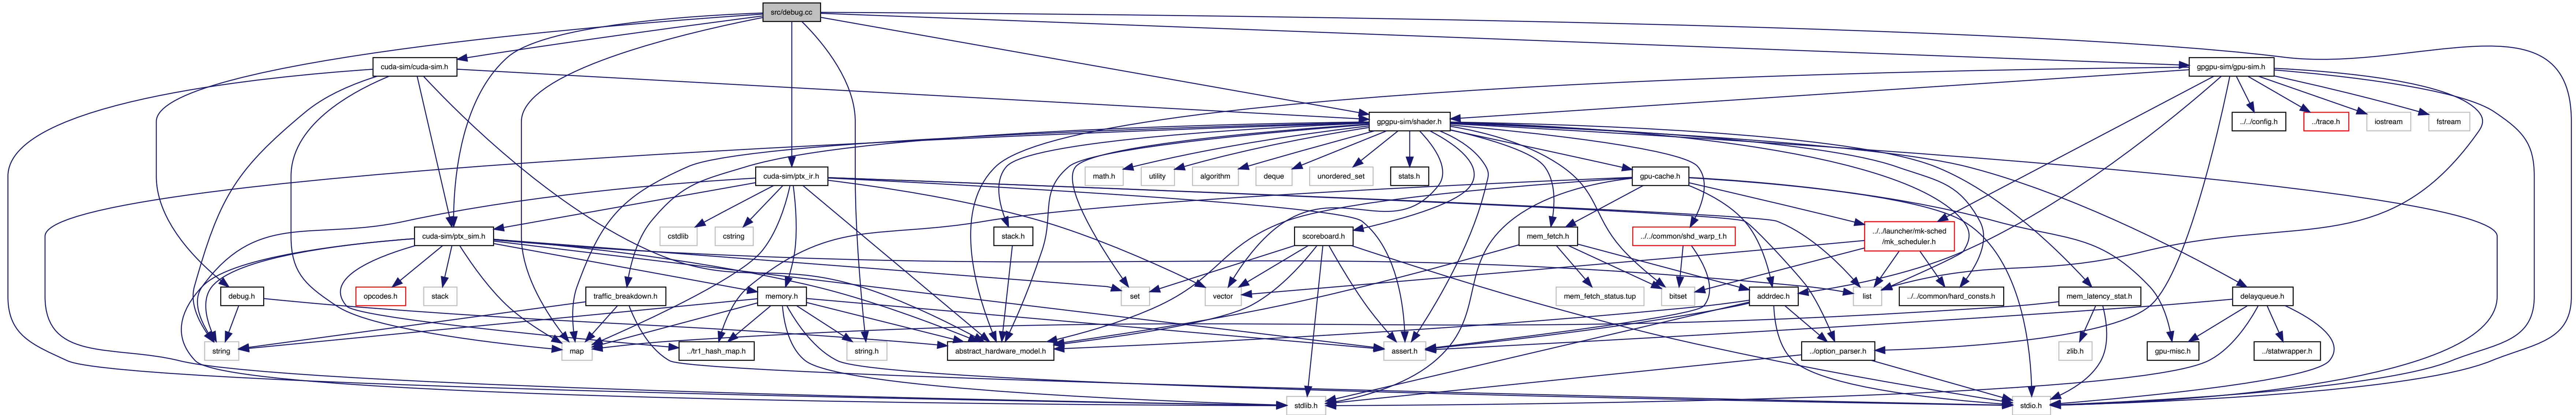 src/debug.cc
cuda-sim/cuda-sim.h
gpgpu-sim/gpu-sim.h
gpgpu-sim/shader.h
../../config.h
../trace.h
iostream
fstream
cuda-sim/ptx_ir.h
math.h
utility
algorithm
deque
unordered_set
stats.h
gpu-cache.h
cuda-sim/ptx_sim.h
cstdlib
cstring
stack.h
scoreboard.h
mem_fetch.h
../../common/shd_warp_t.h
../../launcher/mk-sched
/mk_scheduler.h
debug.h
opcodes.h
stack
traffic_breakdown.h
memory.h
set
vector
mem_fetch_status.tup
bitset
addrdec.h
list
../../common/hard_consts.h
mem_latency_stat.h
delayqueue.h
string
map
../tr1_hash_map.h
string.h
abstract_hardware_model.h
assert.h
../option_parser.h
zlib.h
gpu-misc.h
../statwrapper.h
stdlib.h
stdio.h